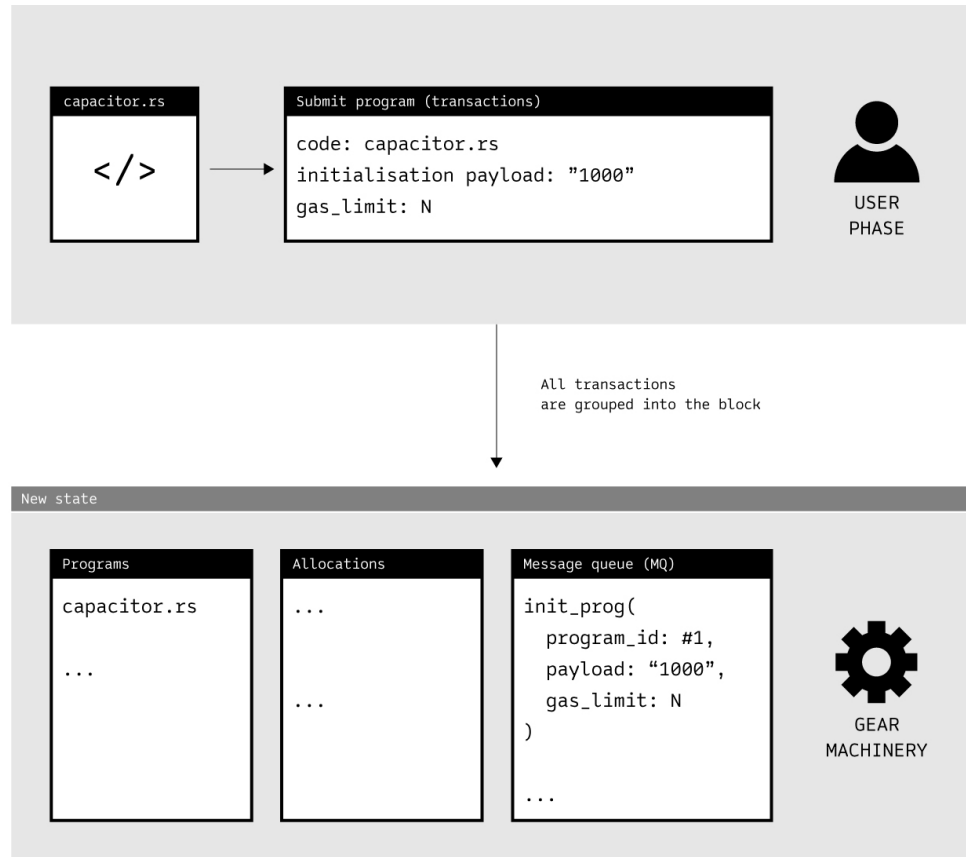 capacitor.rs
</>
Submit program (transactions)
code: capacitor.rs
initialisation payload: ”1000”
gas_limit: N
USER
PHASE
All transactions
are grouped into the block
New state
Programs
capacitor.rs
...
Allocations
...
...
Message queue (MQ)
init_prog(
program_id: #1,
payload: “1000”,
gas_limit: N
)
...
GEAR
MACHINERY